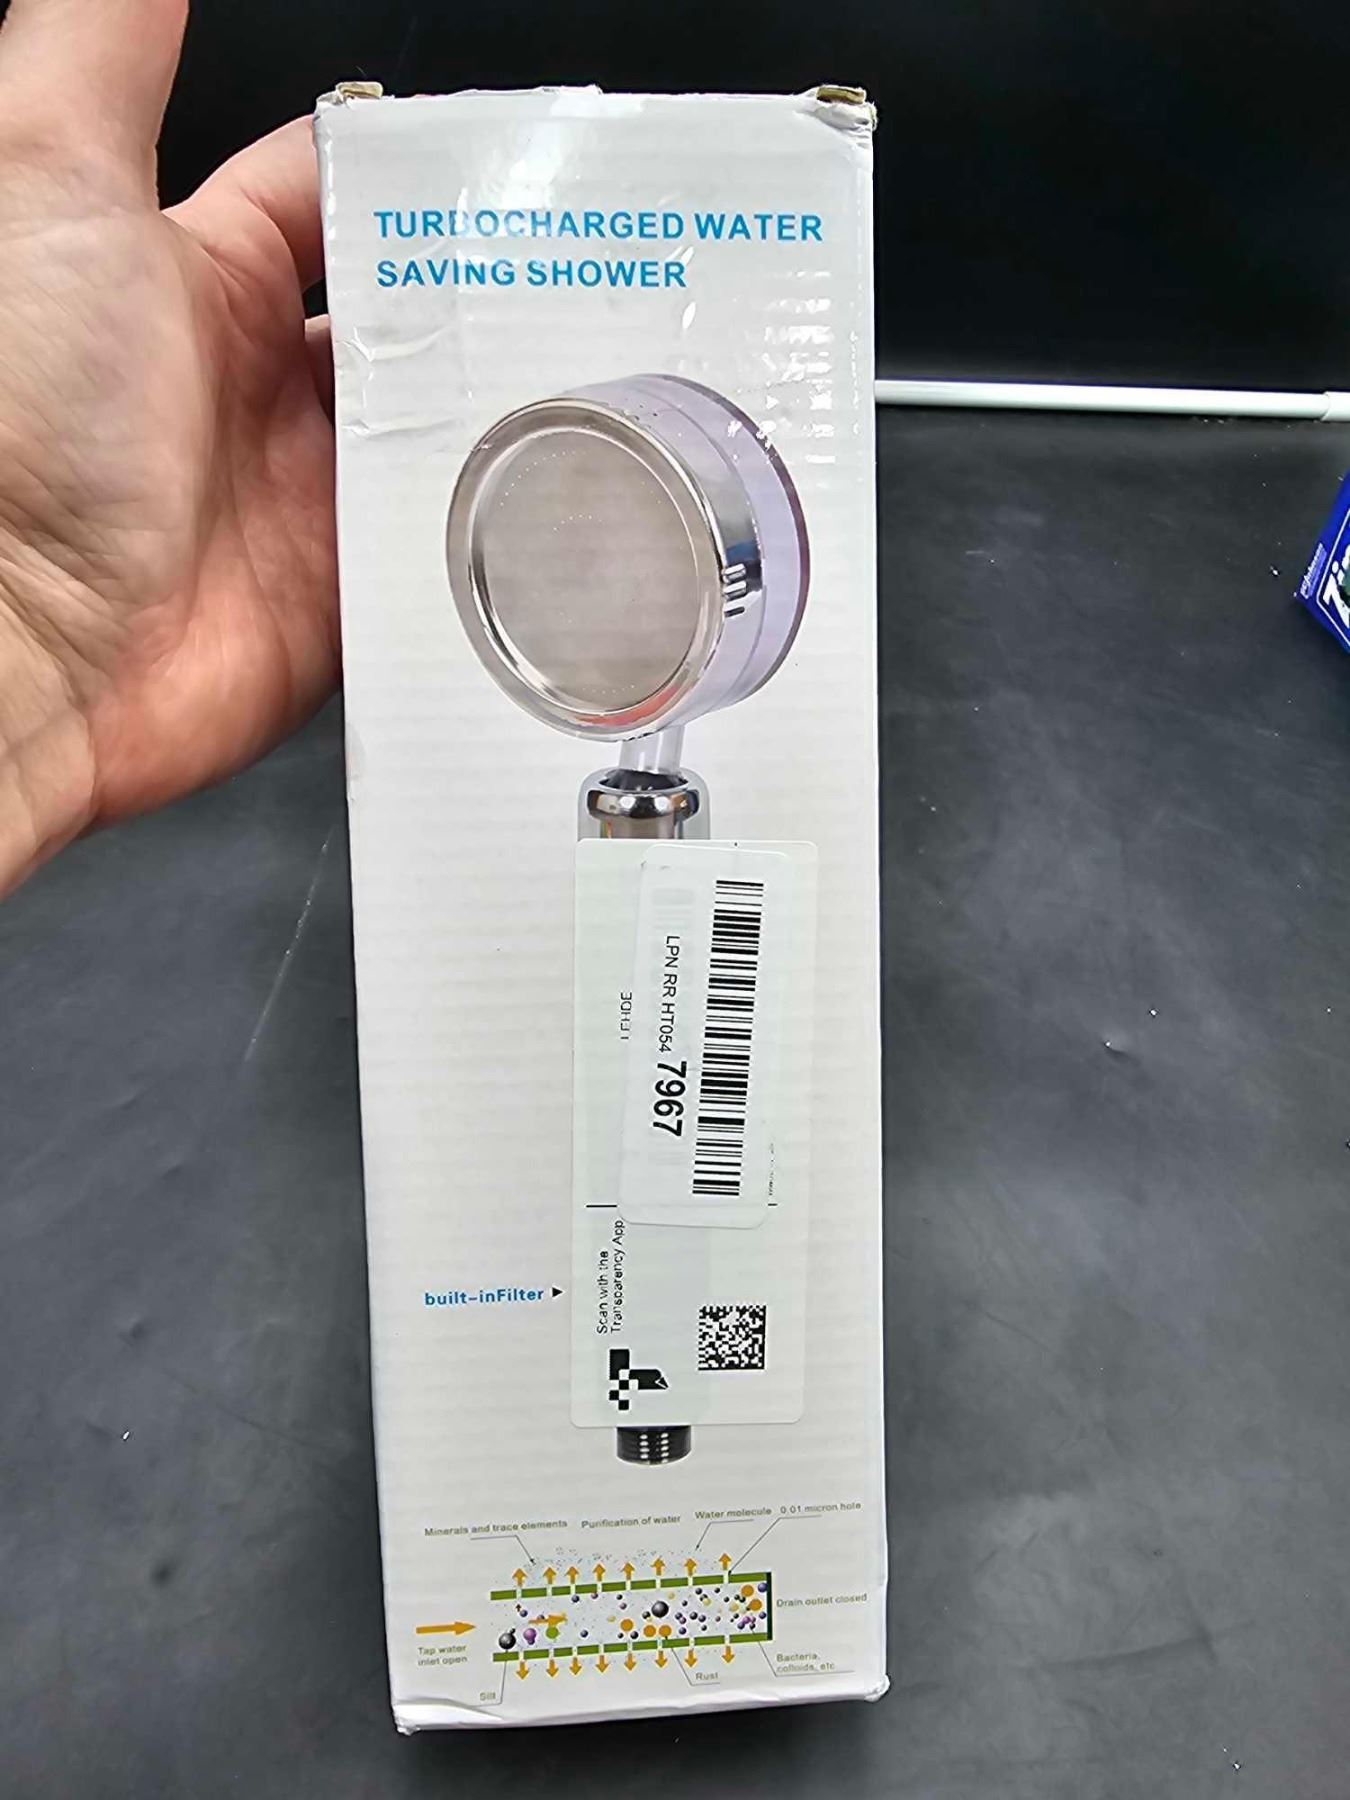 TURBOCHARGED WATER
SAVING SHOWER
LPN RR HT054 7967
Scan with the
Transparency App
built-inFilter
Minerals and trace elements
Purification of water
Water molecule
0.01 micron hole
Drain outlet closed
Tap water
inlet open
Silt
Rust
Bacteria,
colloids, etc